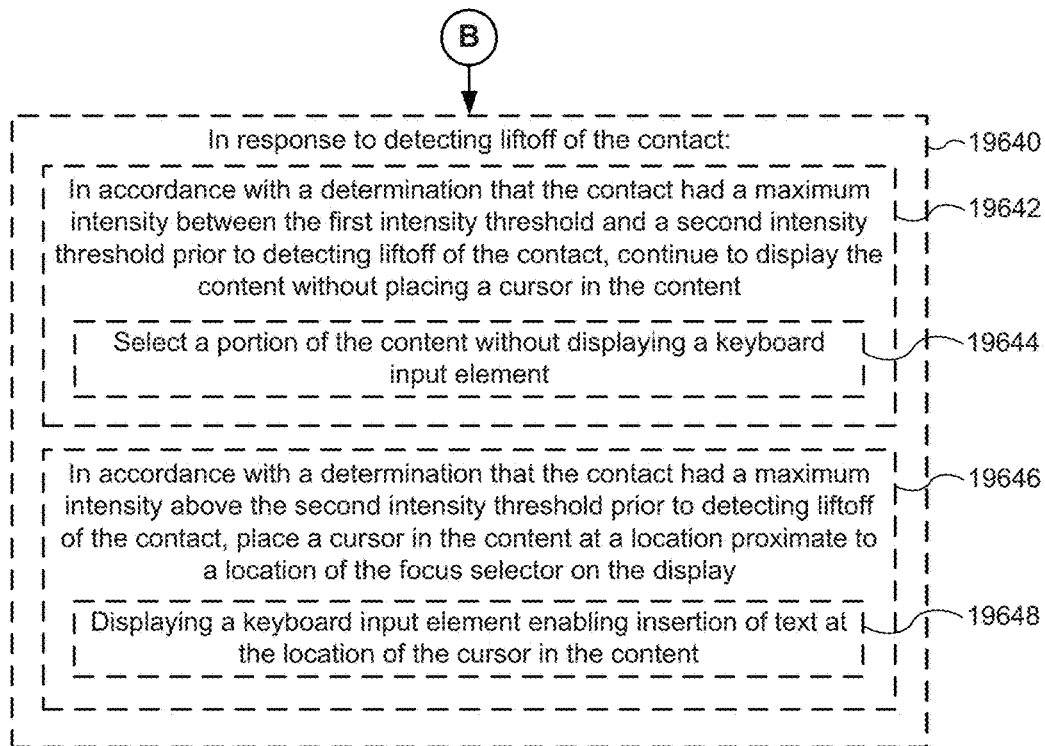 B
In response to detecting liftoff of the contact:
19640
In accordance with a determination that the contact had a maximum
intensity between the first intensity threshold and a second intensity
threshold prior to detecting liftoff of the contact, continue to display the
content without placing a cursor in the content
19642
Select a portion of the content without displaying a keyboard
input element
19644
In accordance with a determination that the contact had a maximum
intensity above the second intensity threshold prior to detecting liftoff
of the contact, place a cursor in the content at a location proximate to
a location of the focus selector on the display
19646
Displaying a keyboard input element enabling insertion of text at
the location of the cursor in the content
19648